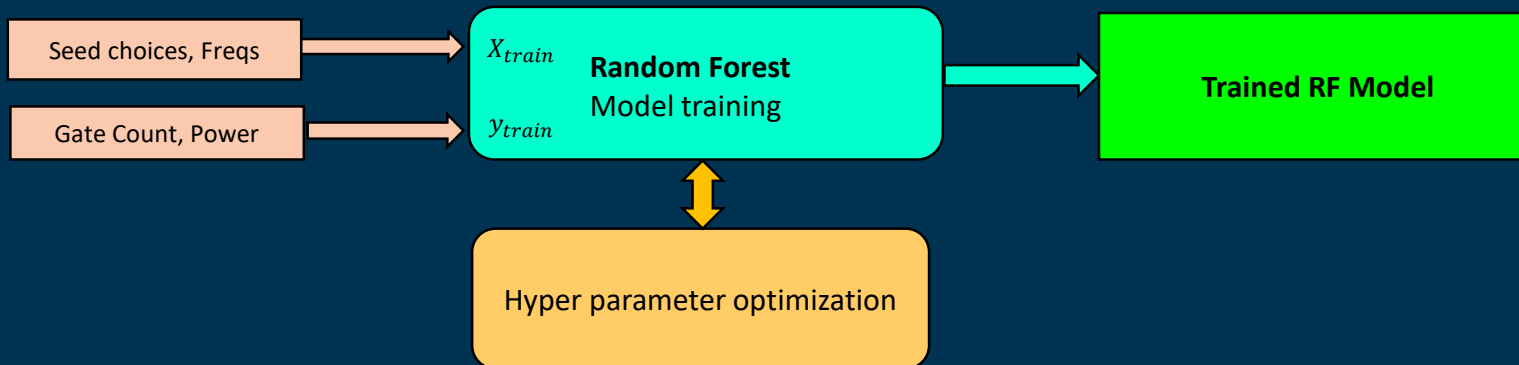 Seed choices, Freqs
Gate Count, Power
X_train
y_train
Random Forest
Model training
Trained RF Model
Hyper parameter optimization